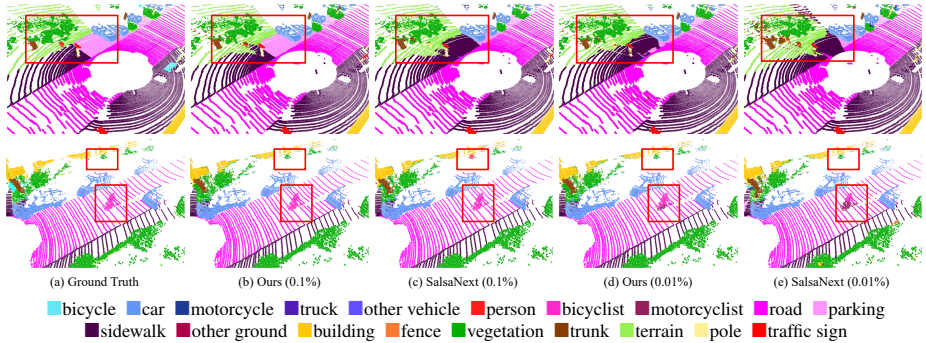 (a) Ground Truth (b) Ours (0.1%) (c) SalsaNext (0.1%) (d) Ours (0.01%) (e) SalsaNext (0.01%)
bicycle car motorcycle truck other vehicle person bicyclist motorcyclist road parking
sidewalk other ground building fence vegetation trunk terrain pole traffic sign